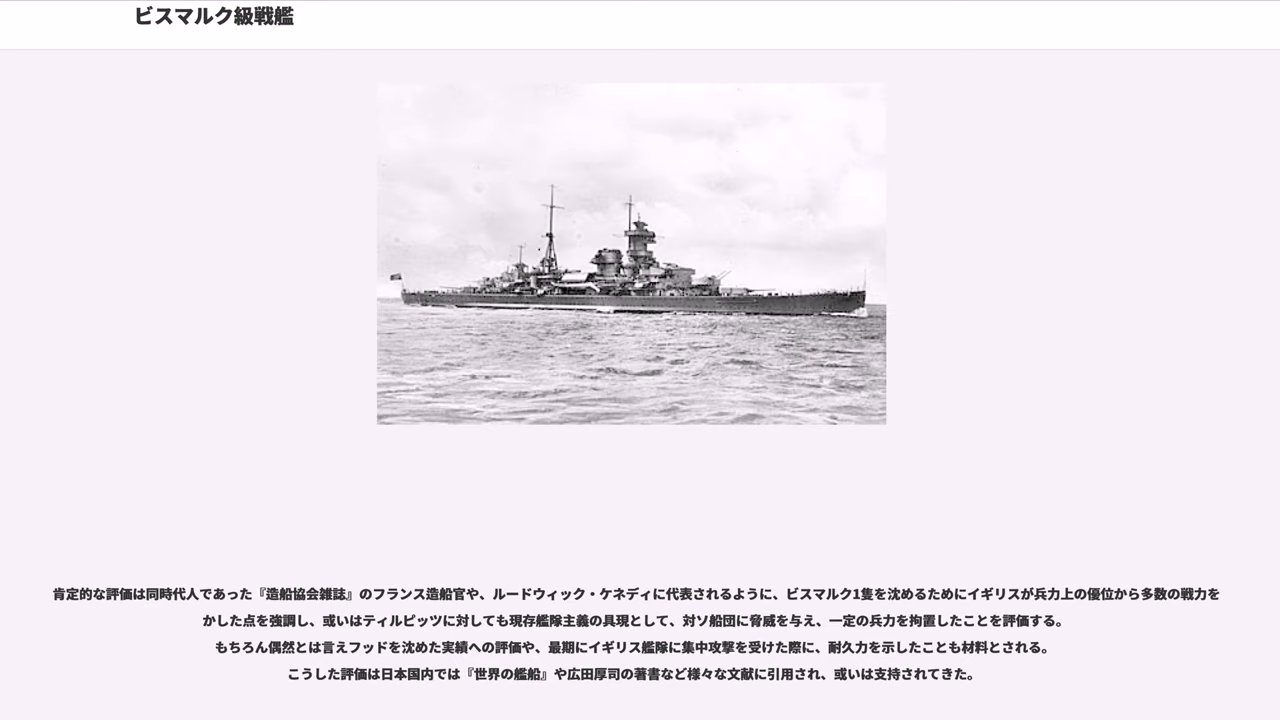 ビスマルク級戦艦
肯定的な評価は同時代人であった『造船協会雑誌』のフランス造船官や、ルードウィック・ケネディに代表されるように、ビスマルク1隻を沈めるためにイギリスが兵力上の優位から多数の戦力を
かした点を強調し、或いはティルピッツに対しても現存艦隊主義の具現として、対ソ船団に脅威を与え、一定の兵力を拘置したことを評価する。
もちろん偶然とは言えフッドを沈めた実績への評価や、最期にイギリス艦隊に集中攻撃を受けた際に、耐久力を示したことも材料とされる。
こうした評価は日本国内では『世界の艦船』や広田厚司の著書など様々な文献に引用され、或いは支持されてきた。